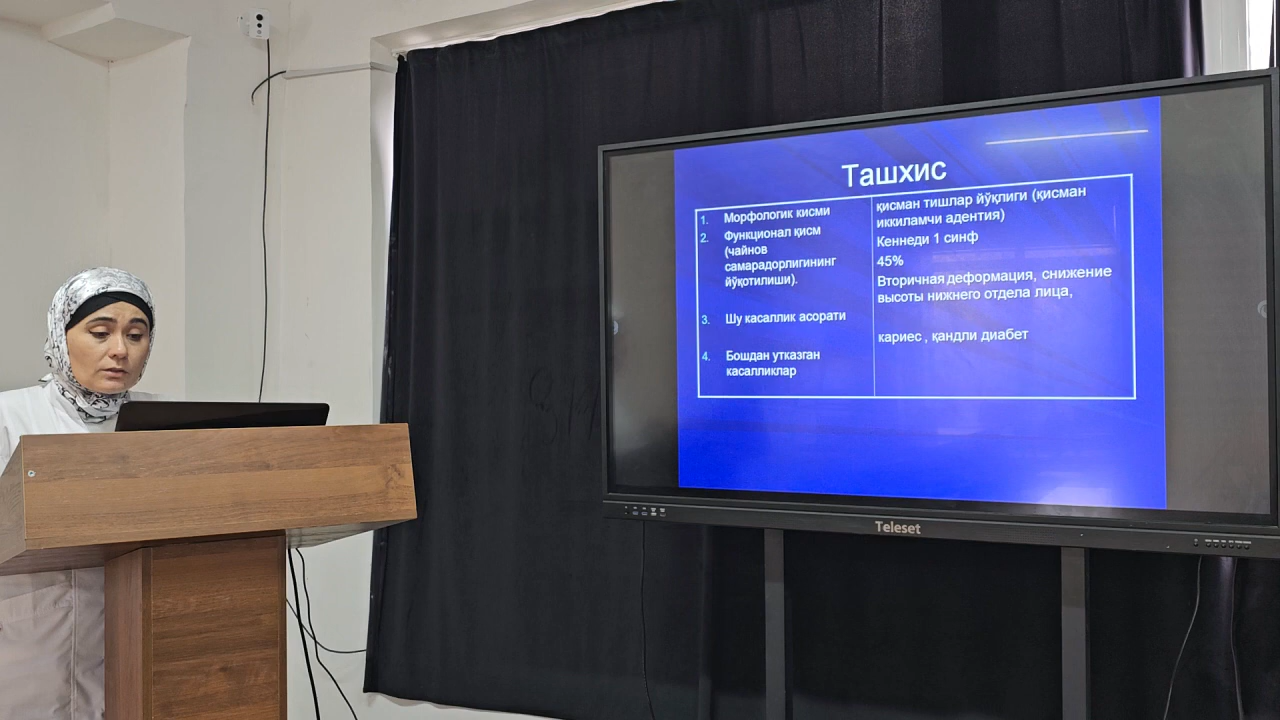 Ташхис
1. Морфологик кисми
2. Функционал қисм
(чайнов
самарадорлигининг
йўқотилиши).
3. Шу касаллик асорати
4. Бошдан утказган
касалликлар
қисман тишлар йўқлиги (қисман
иккиламчи адентия)
Кеннеди 1 синф
45%
Вторичная деформация, снижение
высоты нижнего отдела лица,
кариес , қандли диабет
Teleset